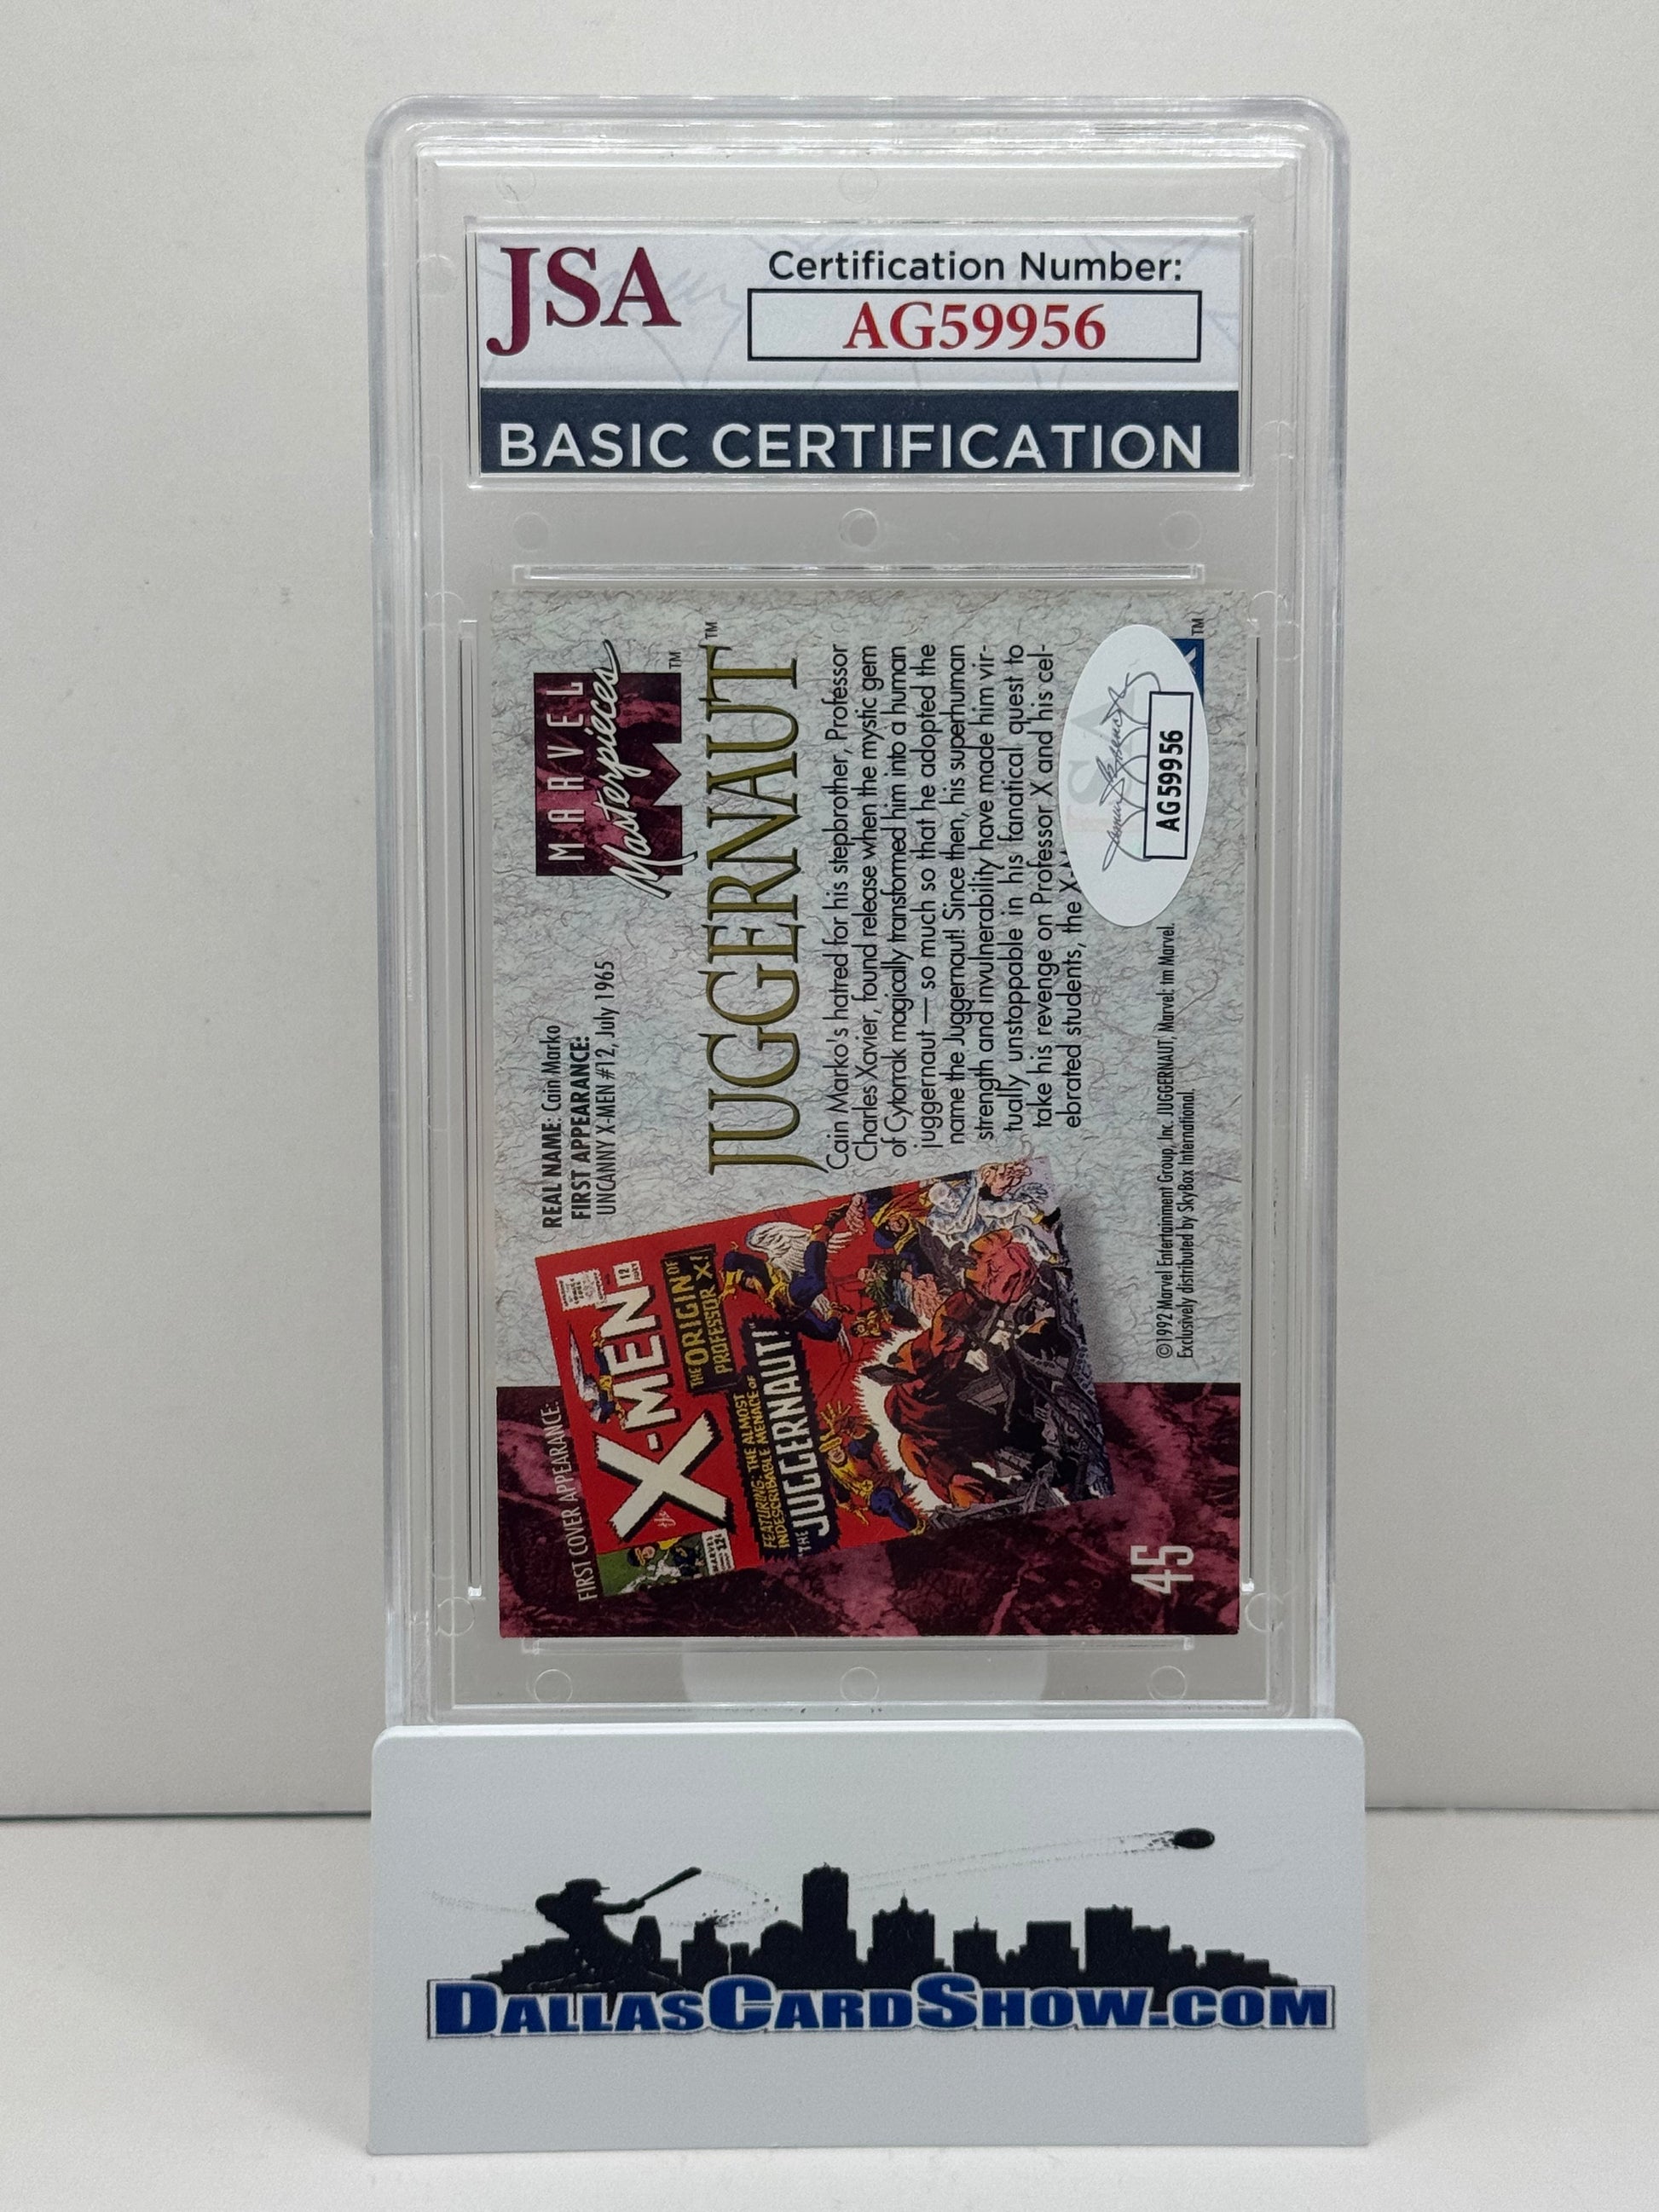 JSA
Certification Number:
AG59956
BASIC CERTIFICATION
FIRST COVER APPEARANCE:
X-MEN
12
JULY
THE ORIGIN OF
PROFESSOR X!
FEATURING: THE ALMOST
INDESCRIBABLE MENACE OF
"THE JUGGERNAUT!"
45
REAL NAME: Cain Marko
FIRST APPEARANCE:
UNCANNY X-MEN #12, July 1965
MARVEL
Masterpieces™
JUGGERNAUT™
Cain Marko's hatred for his stepbrother, Professor
Charles Xavier, found release when the mystic gem
of Cytorrak magically transformed him into a human
juggernaut — so much so that he adopted the
name the Juggernaut! Since then, his superhuman
strength and invulnerability have made him vir-
tually unstoppable in his fanatical quest to
take his revenge on Professor X and his cel-
ebrated students, the X-
©1992 Marvel Entertainment Group, Inc. JUGGERNAUT, Marvel: tm Marvel.
Exclusively distributed by SkyBox International.
JSA
AG59956
™
DALLASCARDSHOW.COM